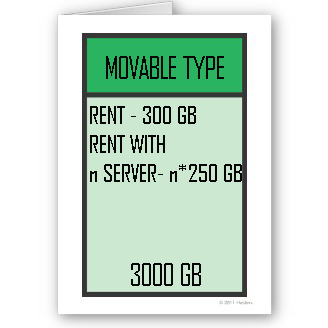 MOVABLE TYPE
RENT - 300 GB
RENT WITH
n SERVER- n*250 GB
3000 GB